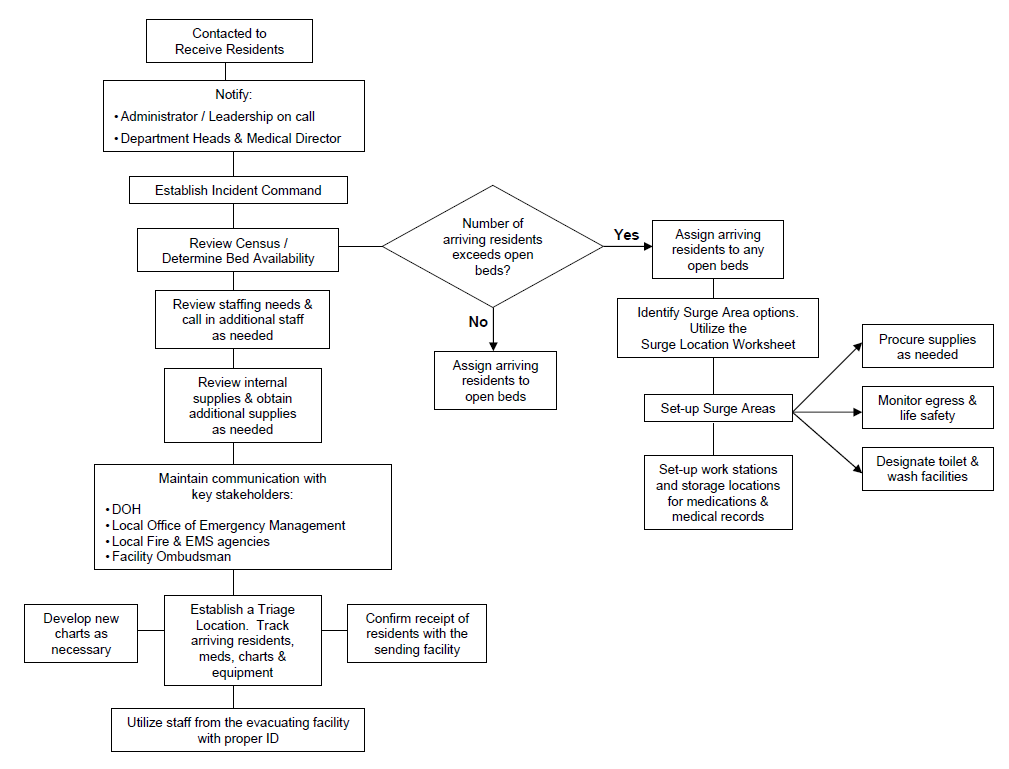 Contacted to
Receive Residents
Notify:
• Administrator / Leadership on call
• Department Heads & Medical Director
Establish Incident Command
Review Census /
Determine Bed Availability
Number of
arriving residents
exceeds open
beds?
Yes
Assign arriving
residents to any
open beds
No
Assign arriving
residents to
open beds
Identify Surge Area options.
Utilize the
Surge Location Worksheet
Set-up Surge Areas
Procure supplies
as needed
Monitor egress &
life safety
Designate toilet &
wash facilities
Set-up work stations
and storage locations
for medications &
medical records
Review staffing needs &
call in additional staff
as needed
Review internal
supplies & obtain
additional supplies
as needed
Maintain communication with
key stakeholders:
• DOH
• Local Office of Emergency Management
• Local Fire & EMS agencies
• Facility Ombudsman
Develop new
charts as
necessary
Establish a Triage
Location.  Track
arriving residents,
meds, charts &
equipment
Confirm receipt of
residents with the
sending facility
Utilize staff from the evacuating facility
with proper ID